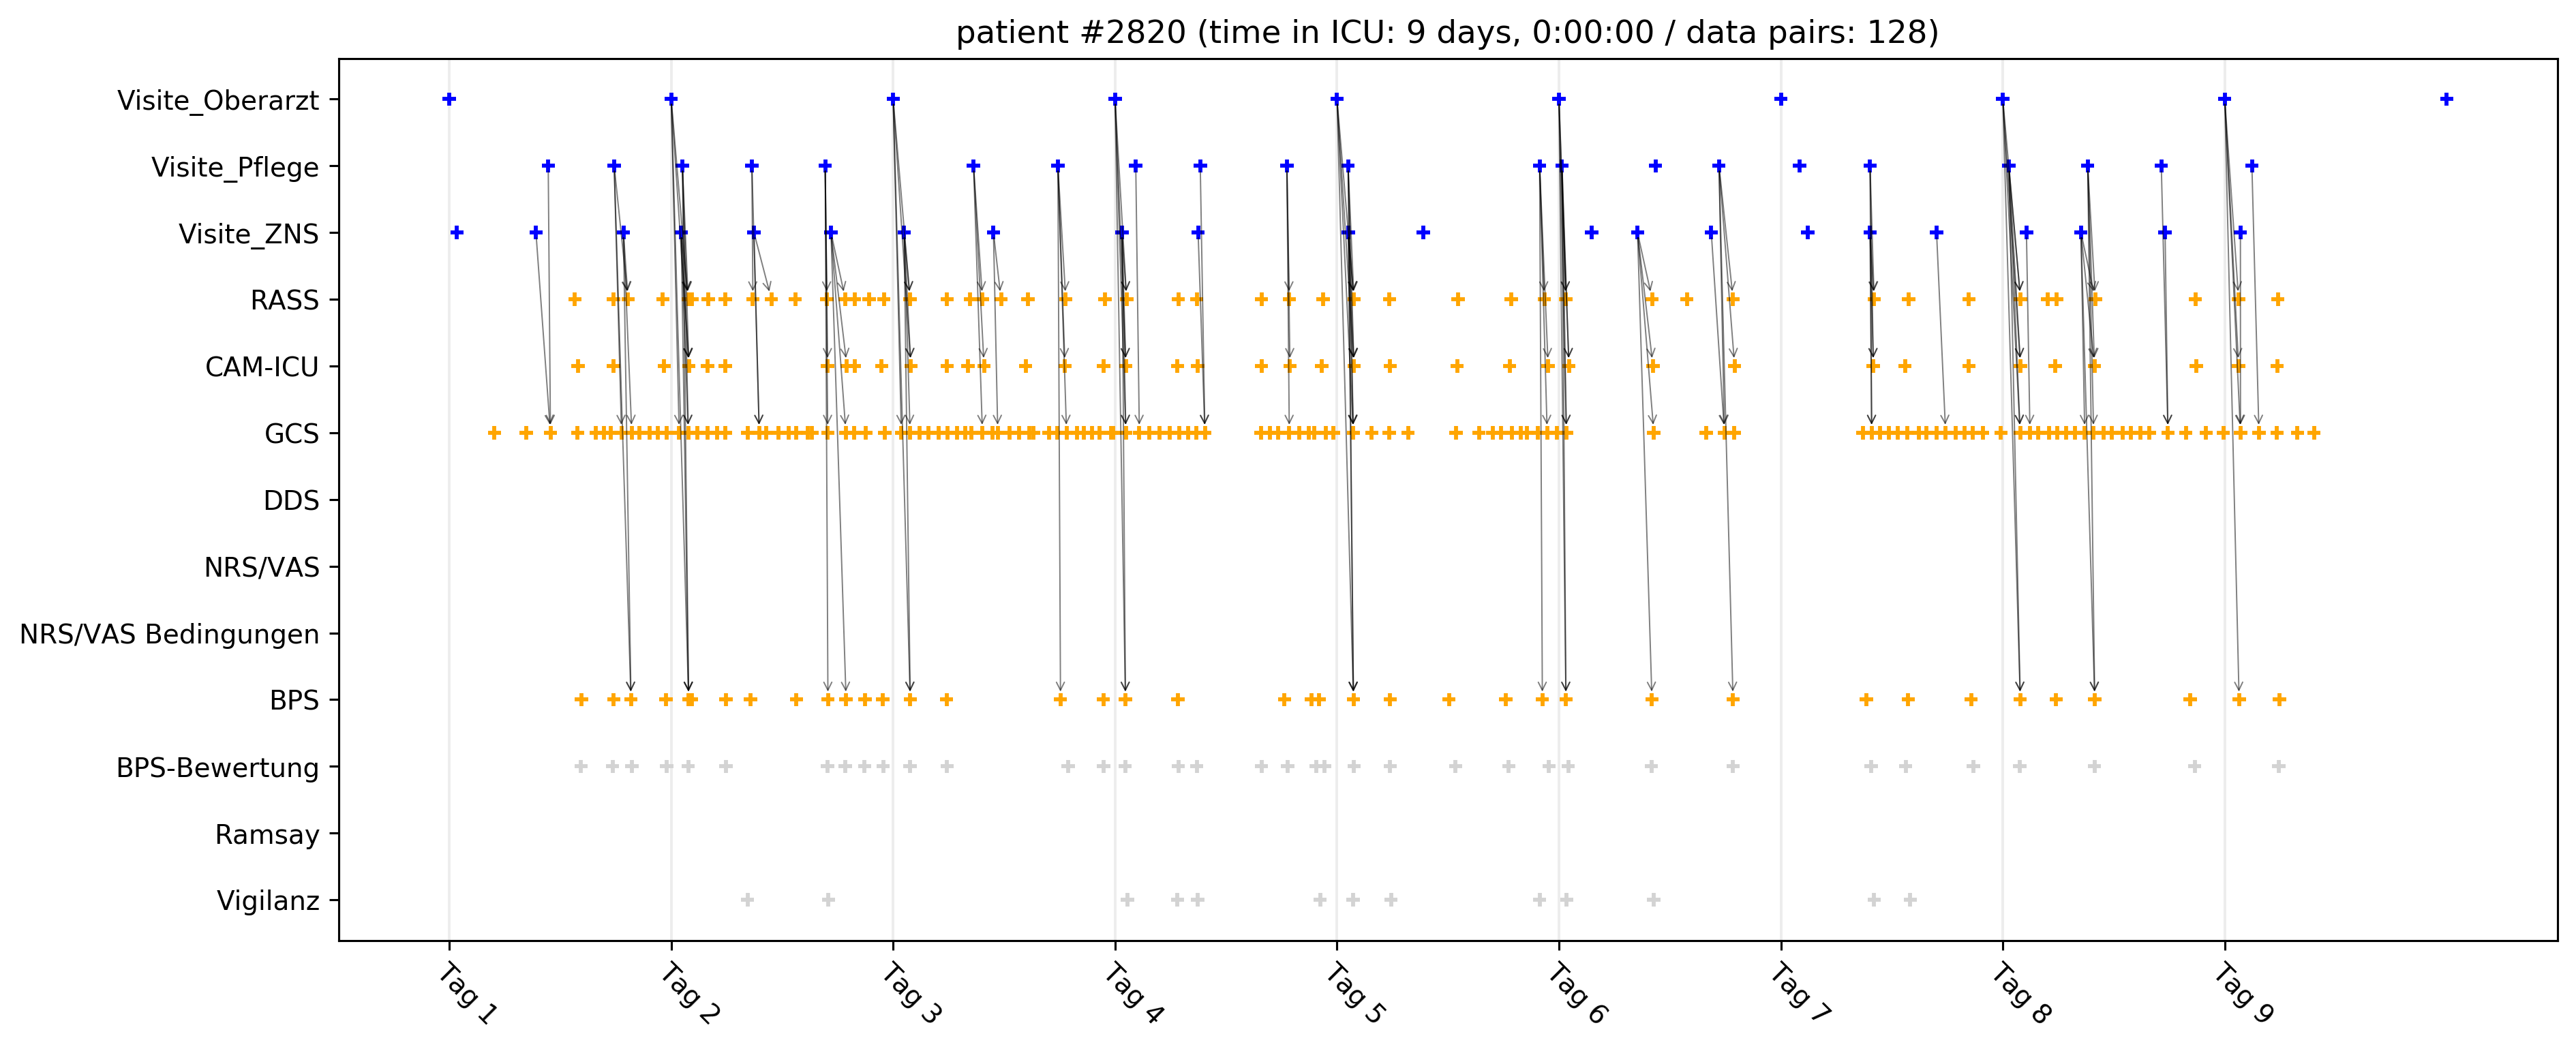 patient #2820 (time in ICU: 9 days, 0:00:00 / data pairs: 128)
Visite_Oberarzt
Visite_Pflege
Visite_ZNS
RASS
CAM-ICU
GCS
DDS
NRS/VAS
NRS/VAS Bedingungen
BPS
BPS-Bewertung
Ramsay
Vigilanz
Tag 1
Tag 2
Tag 3
Tag 4
Tag 5
Tag 6
Tag 7
Tag 8
Tag 9